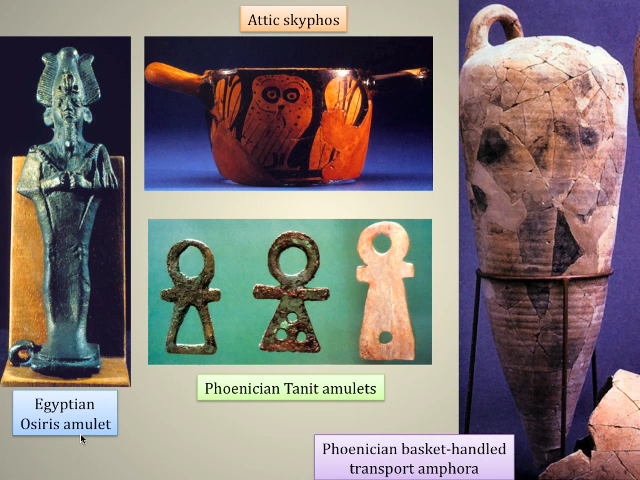 Attic skyphos
Phoenician Tanit amulets
Egyptian
Osiris amulet
Phoenician basket-handled
transport amphora